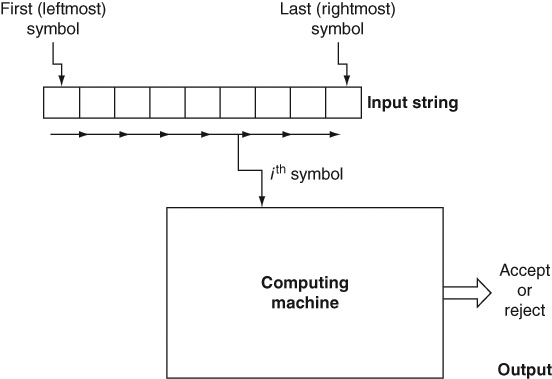 First (leftmost)
symbol
Last (rightmost)
symbol
Input string
ith symbol
Computing
machine
Accept
or
reject
Output